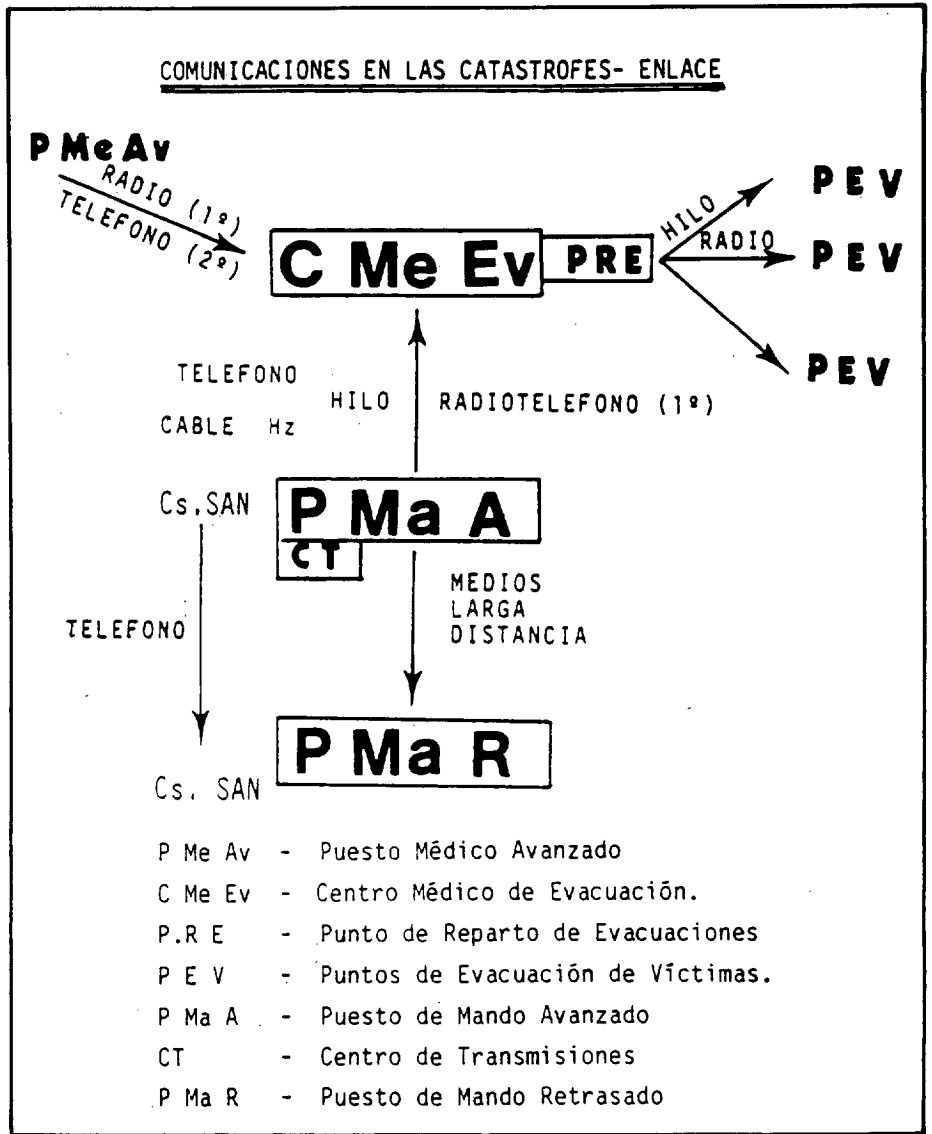 COMUNICACIONES EN LAS CATASTROFES- ENLACE
P Me Av
RADIO (1º)
TELEFONO (2º)
C Me Ev PRE
HILO
RADIO
PEV
PEV
PEV
TELEFONO
HILO
RADIOTELEFONO (1º)
CABLE Hz
Cs.SAN
P Ma A
CT
MEDIOS
LARGA
DISTANCIA
TELEFONO
P Ma R
Cs. SAN
P Me Av - Puesto Médico Avanzado
C Me Ev - Centro Médico de Evacuación.
P.R E - Punto de Reparto de Evacuaciones
P E V - Puntos de Evacuación de Víctimas.
P Ma A - Puesto de Mando Avanzado
CT - Centro de Transmisiones
P Ma R - Puesto de Mando Retrasado